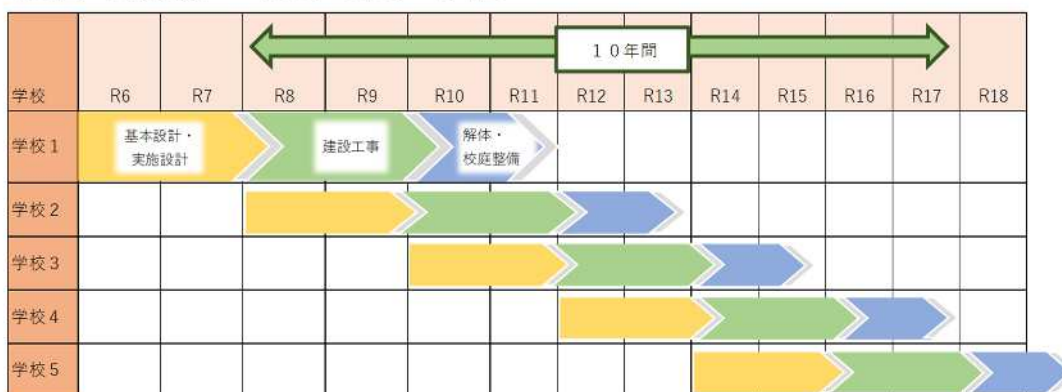 10年間
学校 R6 R7 R8 R9 R10 R11 R12 R13 R14 R15 R16 R17 R18
学校1
基本設計・
実施設計
建設工事
解体・
校庭整備
学校2
学校3
学校4
学校5